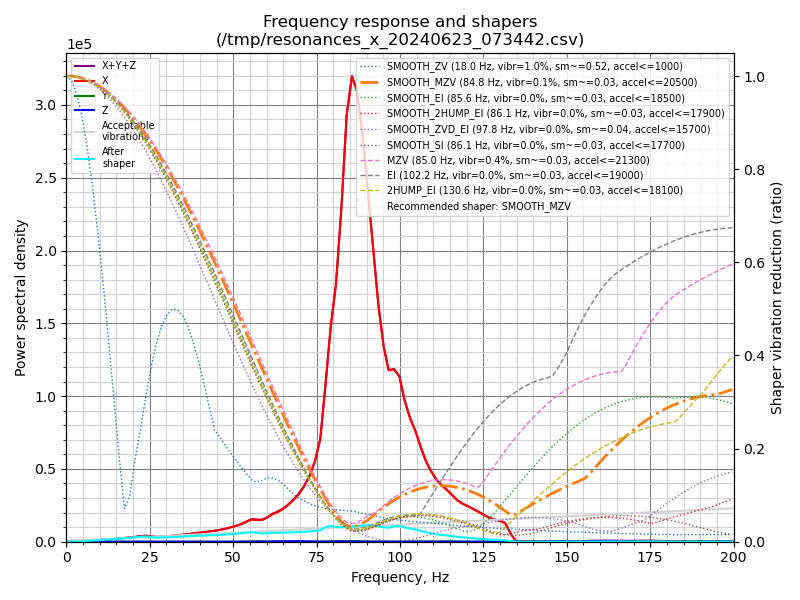 Frequency response and shapers
(/tmp/resonances_x_20240623_073442.csv)
1e5
X+Y+Z
X
Y
Z
Acceptable
vibrations
After
shaper
SMOOTH_ZV (18.0 Hz, vibr=1.0%, sm~=0.52, accel<=1000)
SMOOTH_MZV (84.8 Hz, vibr=0.1%, sm~=0.03, accel<=20500)
SMOOTH_EI (85.6 Hz, vibr=0.0%, sm~=0.03, accel<=18500)
SMOOTH_2HUMP_EI (86.1 Hz, vibr=0.0%, sm~=0.03, accel<=17900)
SMOOTH_ZVD_EI (97.8 Hz, vibr=0.0%, sm~=0.04, accel<=15700)
SMOOTH_SI (86.1 Hz, vibr=0.0%, sm~=0.03, accel<=17700)
MZV (85.0 Hz, vibr=0.4%, sm~=0.03, accel<=21300)
EI (102.2 Hz, vibr=0.0%, sm~=0.03, accel<=19000)
2HUMP_EI (130.6 Hz, vibr=0.0%, sm~=0.03, accel<=18100)
Recommended shaper: SMOOTH_MZV
Power spectral density
3.0
2.5
2.0
1.5
1.0
0.5
0.0
1.0
0.8
0.6
0.4
0.2
0.0
Shaper vibration reduction (ratio)
0 25 50 75 100 125 150 175 200
Frequency, Hz